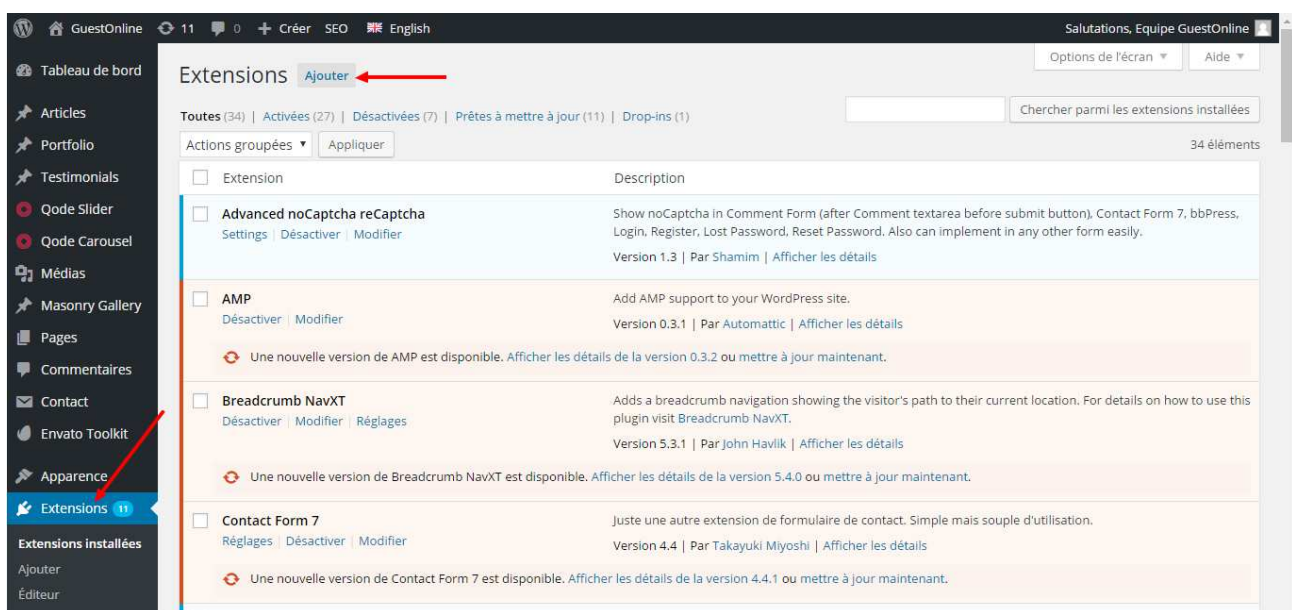 GuestOnline 11 0 + Créer SEO English Salutations, Equipe GuestOnline
Options de l'écran ▼ Aide ▼
Tableau de bord
Articles
Portfolio
Testimonials
Qode Slider
Qode Carousel
Médias
Masonry Gallery
Pages
Commentaires
Contact
Envato Toolkit
Apparence
Extensions 11
Extensions installées
Ajouter
Éditeur
Extensions Ajouter
Toutes (34) | Activées (27) | Désactivées (7) | Prêtes à mettre à jour (11) | Drop-ins (1)
Chercher parmi les extensions installées
Actions groupées ▼ Appliquer
34 éléments
Extension Description
Advanced noCaptcha reCaptcha
Settings | Désactiver | Modifier
Show noCaptcha in Comment Form (after Comment textarea before submit button), Contact Form 7, bbPress,
Login, Register, Lost Password, Reset Password. Also can implement in any other form easily.
Version 1.3 | Par Shamim | Afficher les détails
AMP
Désactiver | Modifier
Add AMP support to your WordPress site.
Version 0.3.1 | Par Automattic | Afficher les détails
Une nouvelle version de AMP est disponible. Afficher les détails de la version 0.3.2 ou mettre à jour maintenant.
Breadcrumb NavXT
Désactiver | Modifier | Réglages
Adds a breadcrumb navigation showing the visitor's path to their current location. For details on how to use this
plugin visit Breadcrumb NavXT.
Version 5.3.1 | Par John Havlik | Afficher les détails
Une nouvelle version de Breadcrumb NavXT est disponible. Afficher les détails de la version 5.4.0 ou mettre à jour maintenant.
Contact Form 7
Réglages | Désactiver | Modifier
Juste une autre extension de formulaire de contact. Simple mais souple d'utilisation.
Version 4.4 | Par Takayuki Miyoshi | Afficher les détails
Une nouvelle version de Contact Form 7 est disponible. Afficher les détails de la version 4.4.1 ou mettre à jour maintenant.